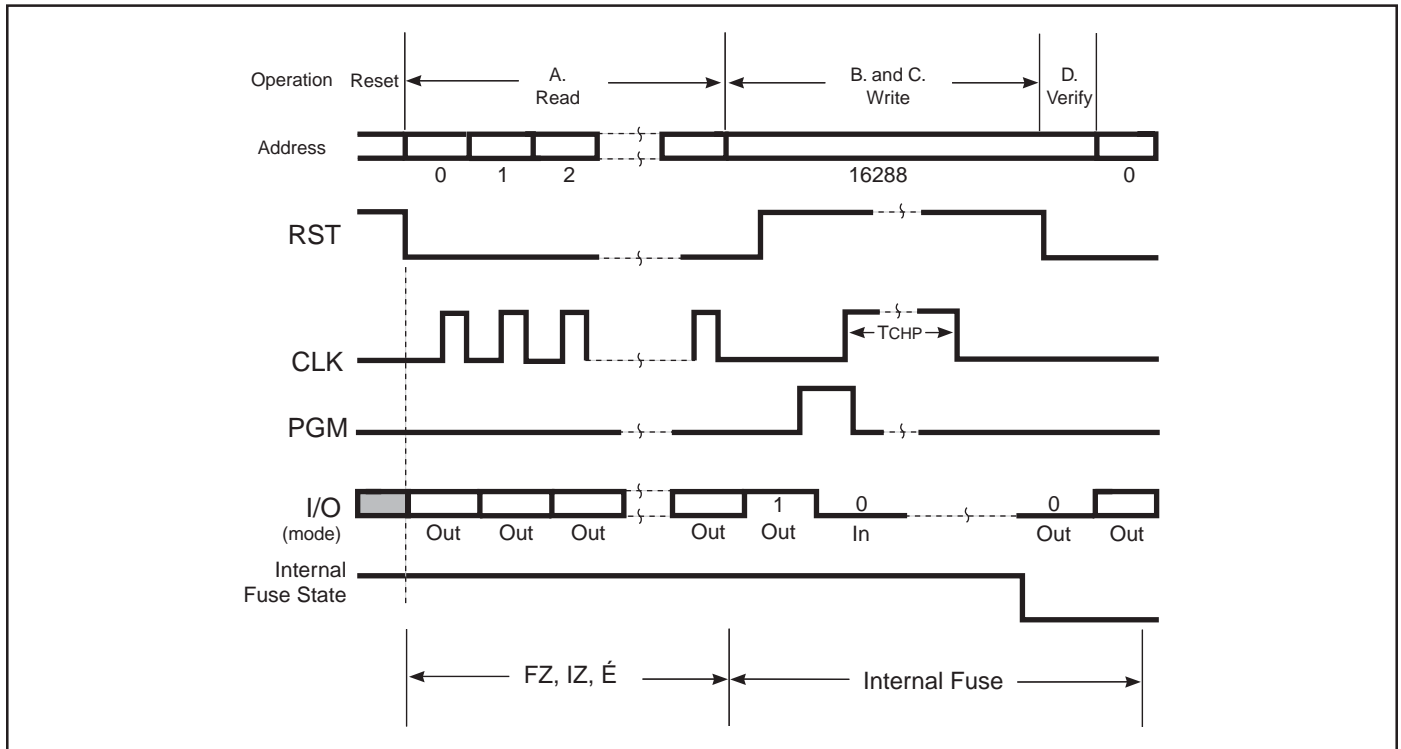 Operation Reset A. Read B. and C. Write D. Verify
Address
0 1 2 16288 0
RST
CLK TCHP
PGM
I/O (mode) 1 0 0
Out Out Out Out Out In Out Out
Internal Fuse State
FZ, IZ, É Internal Fuse